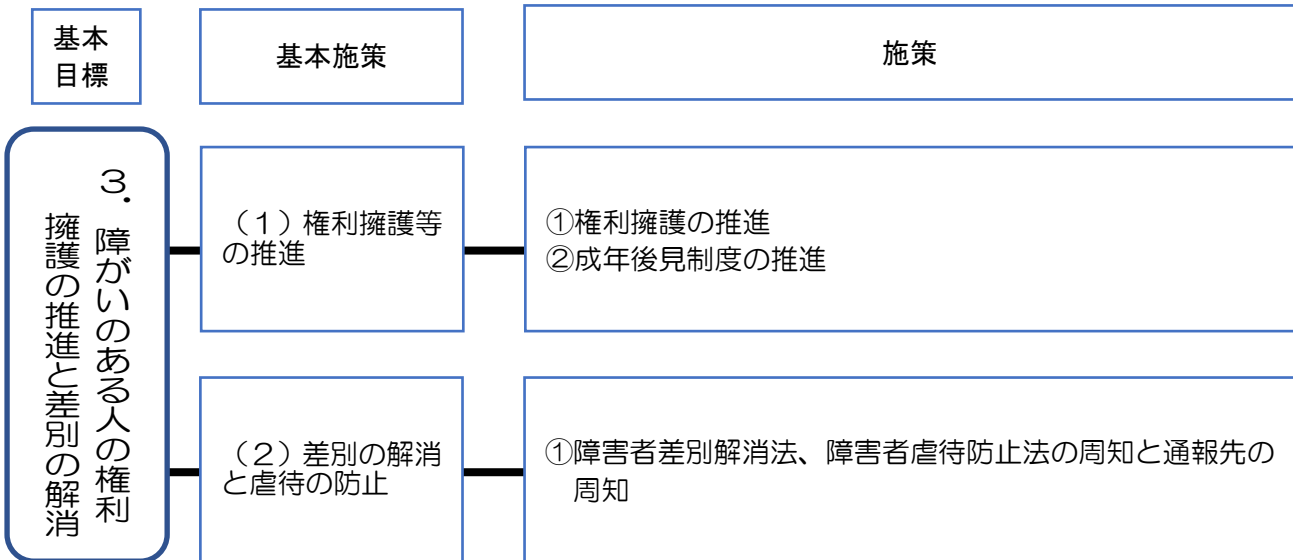 基本
目標
基本施策
施策
３．障がいのある人の権利
擁護の推進と差別の解消
（１）権利擁護等
の推進
①権利擁護の推進
②成年後見制度の推進
（２）差別の解消
と虐待の防止
①障害者差別解消法、障害者虐待防止法の周知と通報先の
周知